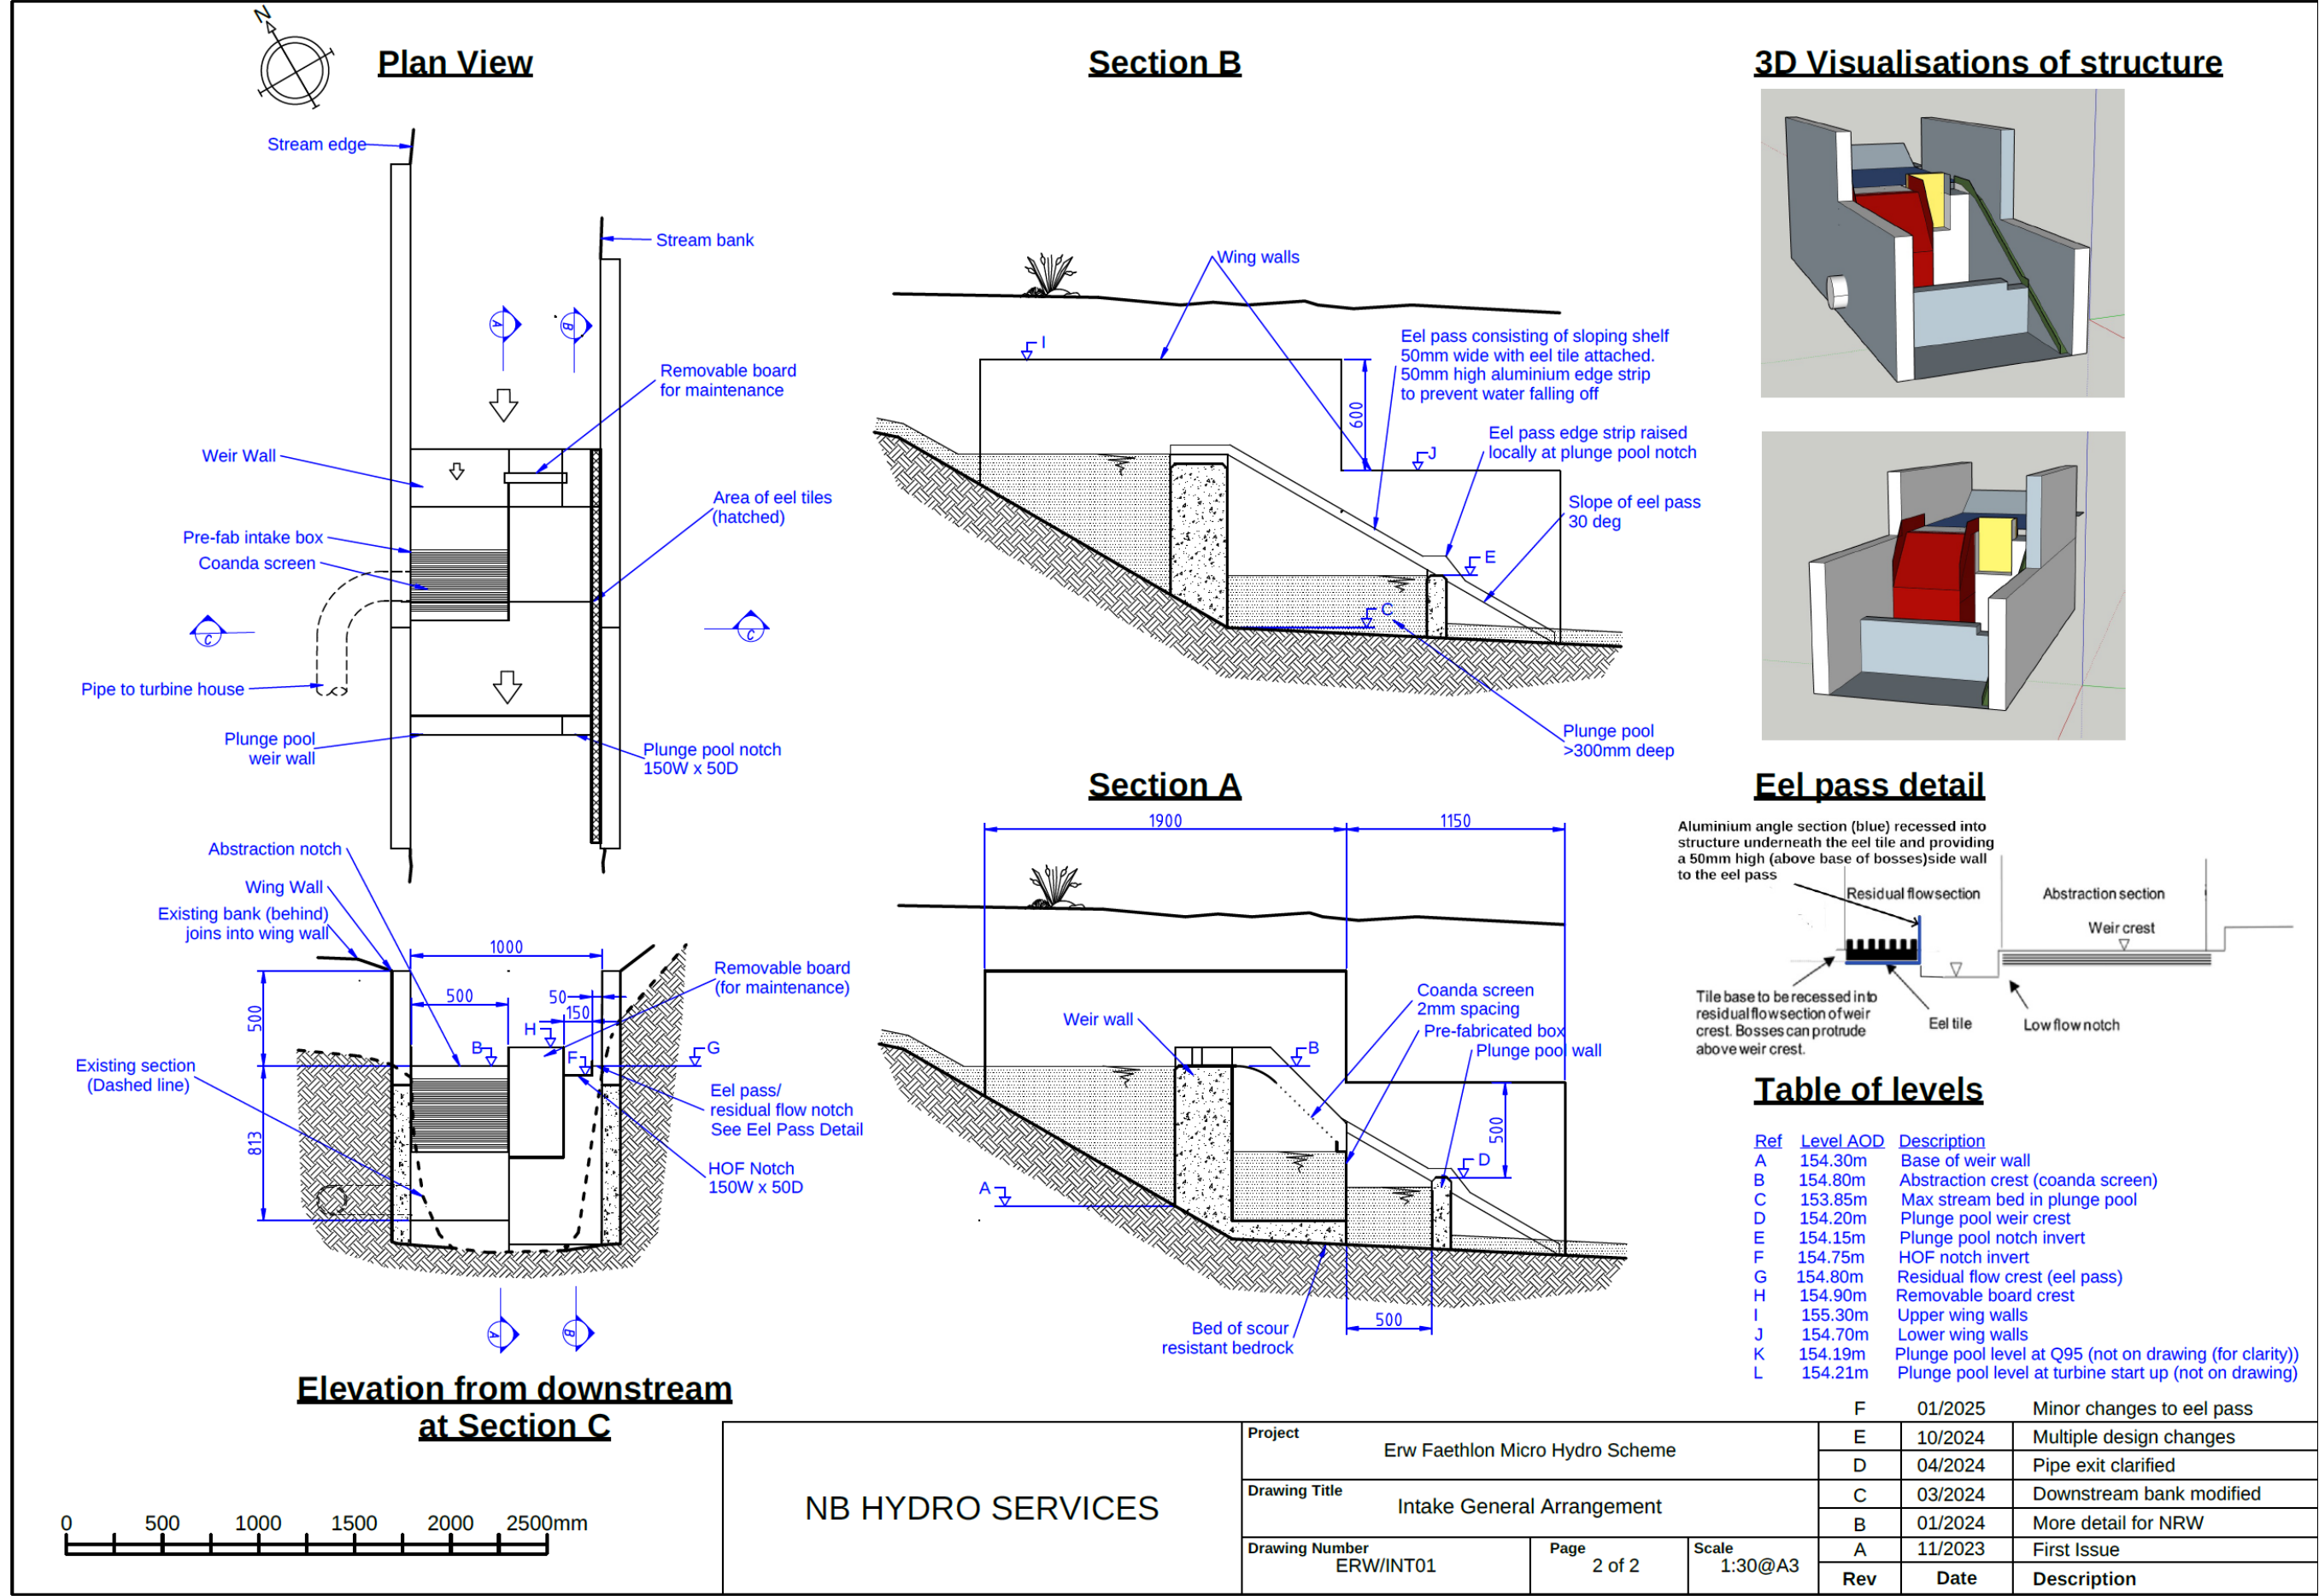 N
Plan View
Stream edge
Stream bank
A
B
Removable board
for maintenance
Weir Wall
Area of eel tiles
(hatched)
Pre-fab intake box
Coanda screen
C
C
Pipe to turbine house
Plunge pool
weir wall
Plunge pool notch
150W x 50D
Section B
Wing walls
I
600
Eel pass consisting of sloping shelf
50mm wide with eel tile attached.
50mm high aluminium edge strip
to prevent water falling off
Eel pass edge strip raised
locally at plunge pool notch
J
Slope of eel pass
30 deg
E
C
Plunge pool
>300mm deep
3D Visualisations of structure
Abstraction notch
Wing Wall
Existing bank (behind)
joins into wing wall
1000
500
50
150
500
813
H
B
F
G
Removable board
(for maintenance)
Existing section
(Dashed line)
Eel pass/
residual flow notch
See Eel Pass Detail
HOF Notch
150W x 50D
A
B
Elevation from downstream
at Section C
Section A
1900
1150
Weir wall
Coanda screen
2mm spacing
Pre-fabricated box
Plunge pool wall
B
500
D
A
500
Bed of scour
resistant bedrock
Eel pass detail
Aluminium angle section (blue) recessed into
structure underneath the eel tile and providing
a 50mm high (above base of bosses)side wall
to the eel pass
Residual flow section
Abstraction section
Weir crest
Tile base to be recessed into
residual flow section of weir
crest. Bosses can protrude
above weir crest.
Eel tile
Low flow notch
Table of levels
Ref Level AOD Description
A 154.30m Base of weir wall
B 154.80m Abstraction crest (coanda screen)
C 153.85m Max stream bed in plunge pool
D 154.20m Plunge pool weir crest
E 154.15m Plunge pool notch invert
F 154.75m HOF notch invert
G 154.80m Residual flow crest (eel pass)
H 154.90m Removable board crest
I 155.30m Upper wing walls
J 154.70m Lower wing walls
K 154.19m Plunge pool level at Q95 (not on drawing (for clarity))
L 154.21m Plunge pool level at turbine start up (not on drawing)
F 01/2025 Minor changes to eel pass
E 10/2024 Multiple design changes
D 04/2024 Pipe exit clarified
C 03/2024 Downstream bank modified
B 01/2024 More detail for NRW
A 11/2023 First Issue
Rev Date Description
0 500 1000 1500 2000 2500mm
NB HYDRO SERVICES
Project
Erw Faethlon Micro Hydro Scheme
Drawing Title
Intake General Arrangement
Drawing Number
ERW/INT01
Page
2 of 2
Scale
1:30@A3